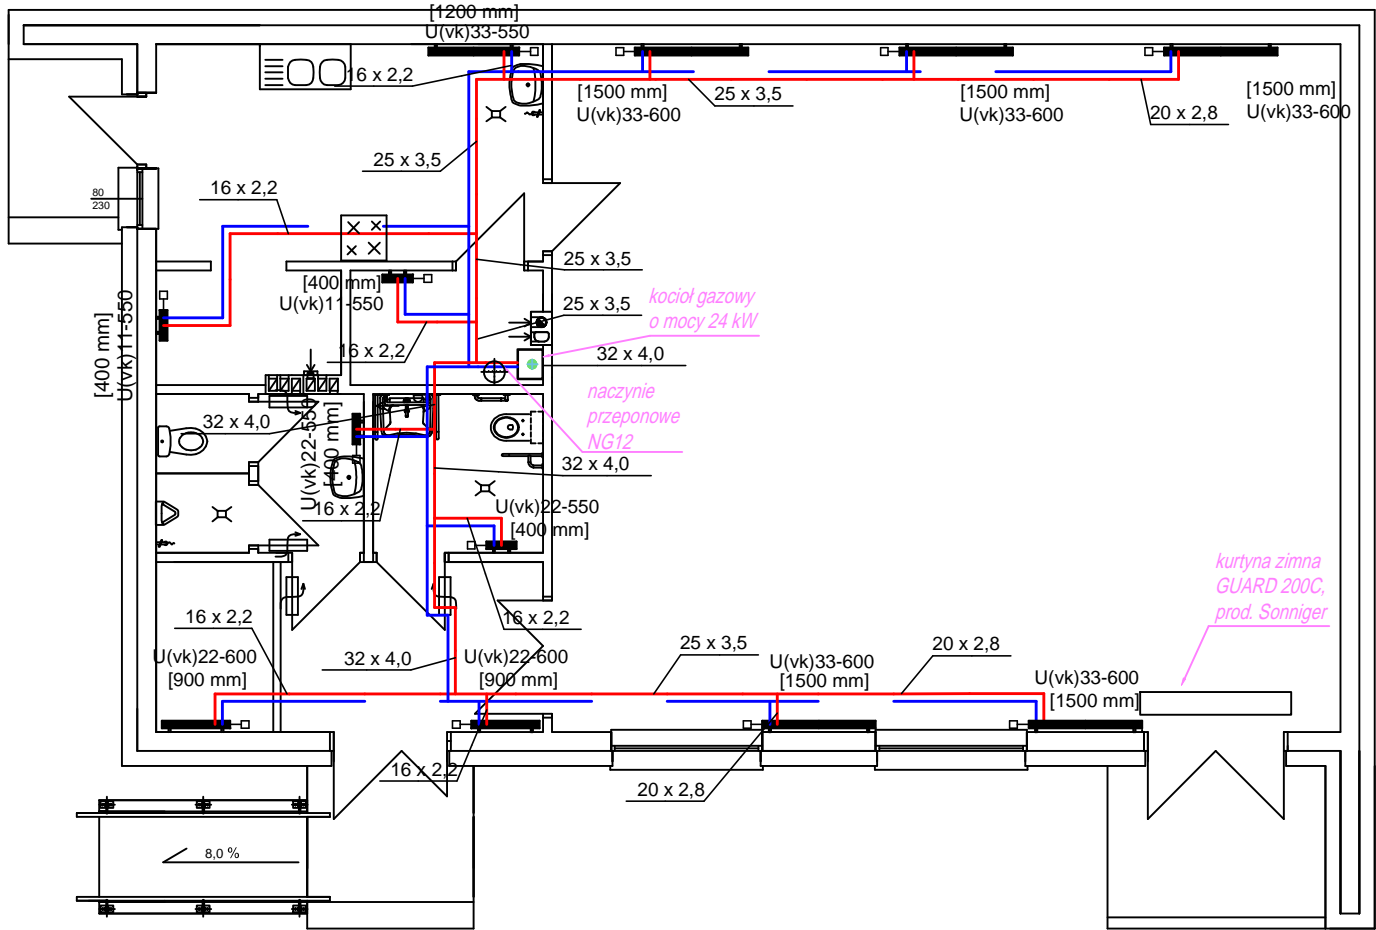 [1200 mm]
U(vk)33-550
16 x 2,2
[1500 mm]
U(vk)33-600
25 x 3,5
[1500 mm]
U(vk)33-600
20 x 2,8
[1500 mm]
U(vk)33-600
25 x 3,5
16 x 2,2
80
230
25 x 3,5
[400 mm]
U(vk)11-550
25 x 3,5
kocioł gazowy
o mocy 24 kW
[400 mm]
U(vk)11-550
16 x 2,2
32 x 4,0
naczynie
przeponowe
NG12
32 x 4,0
U(vk)22-550
[400 mm]
32 x 4,0
16 x 2,2
U(vk)22-550
[400 mm]
kurtyna zimna
GUARD 200C,
prod. Sonniger
16 x 2,2
16 x 2,2
U(vk)22-600
[900 mm]
32 x 4,0
U(vk)22-600
[900 mm]
25 x 3,5
U(vk)33-600
[1500 mm]
20 x 2,8
U(vk)33-600
[1500 mm]
16 x 2,2
20 x 2,8
8,0 %